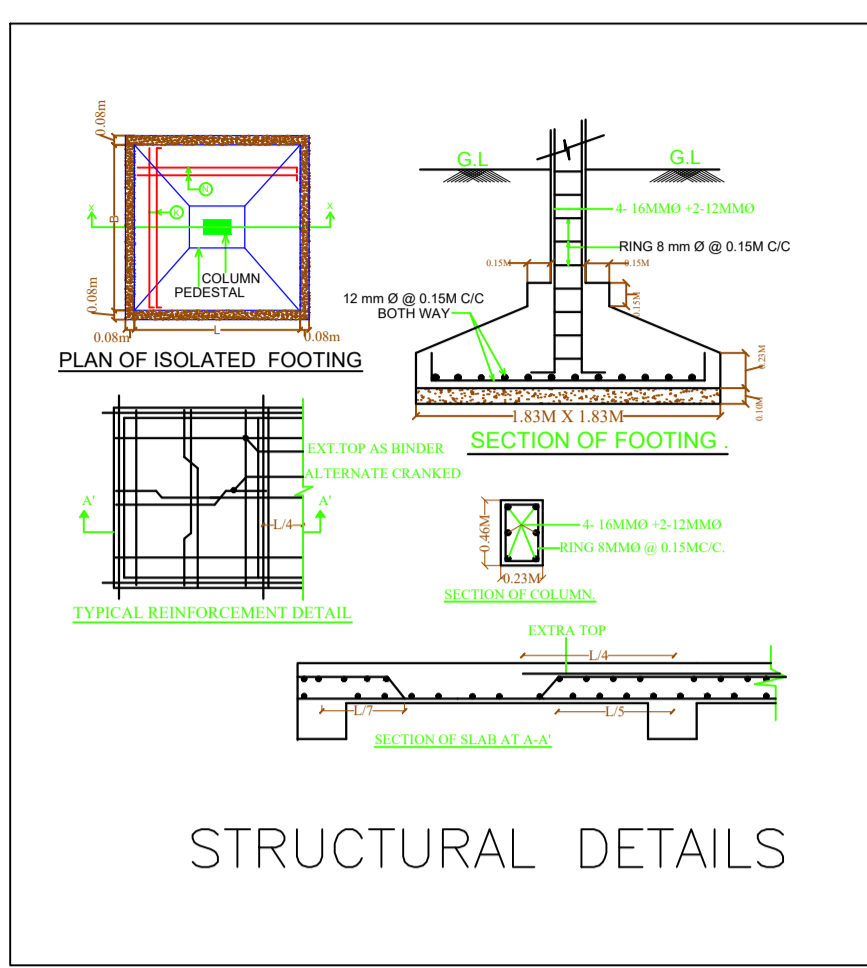 0.08m
N
K
X
X
B
COLUMN
PEDESTAL
0.08m
0.08m
L
0.08m
PLAN OF ISOLATED FOOTING
G.L
G.L
4- 16MMØ +2-12MMØ
RING 8 mm Ø @ 0.15M C/C
0.15M
0.15M
0.15M
12 mm Ø @ 0.15M C/C
BOTH WAY
0.23M
0.10M
1.83M X 1.83M
SECTION OF FOOTING .
EXT.TOP AS BINDER
ALTERNATE CRANKED
A'
A'
L/4
TYPICAL REINFORCEMENT DETAIL
0.46M
4- 16MMØ +2-12MMØ
RING 8MMØ @ 0.15MC/C.
0.23M
SECTION OF COLUMN.
EXTRA TOP
L/4
L/7
L/5
SECTION OF SLAB AT A-A'
STRUCTURAL DETAILS